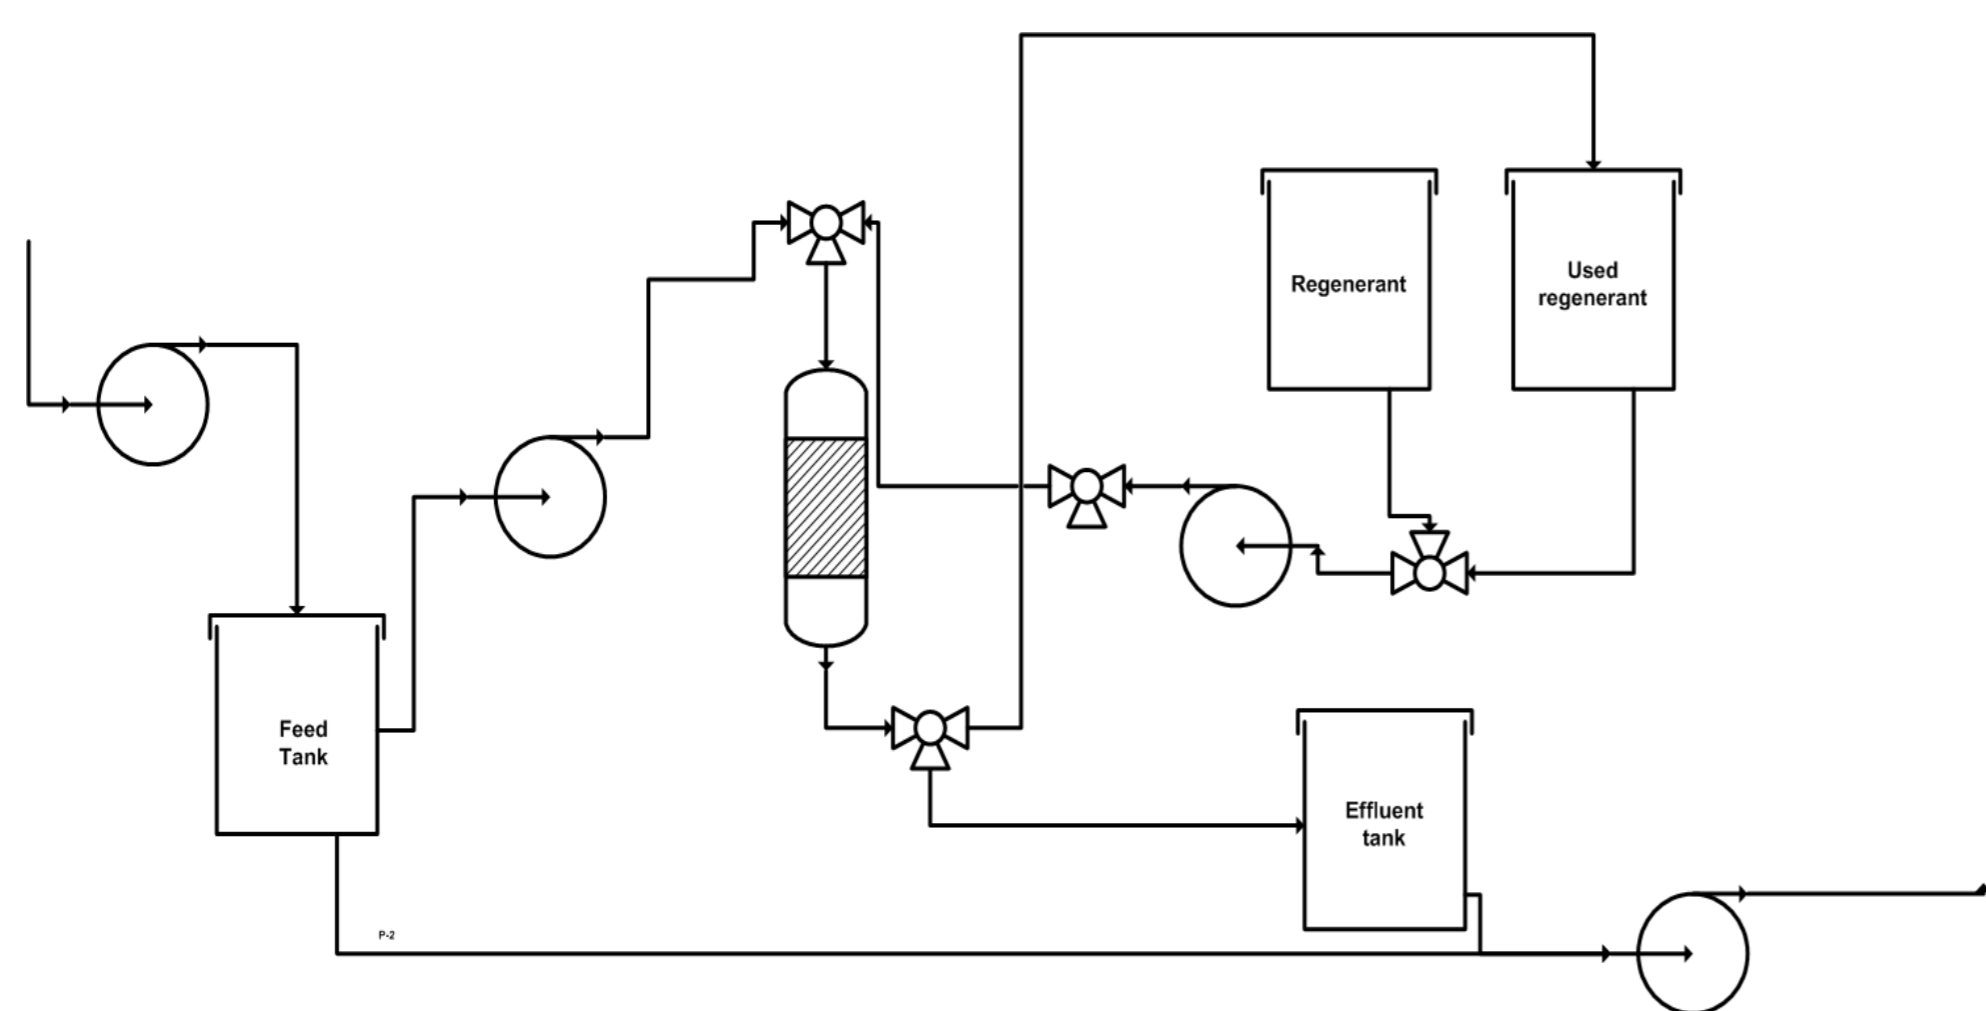 Regenerant
Used
regenerant
Feed
Tank
Effluent
tank
P-2